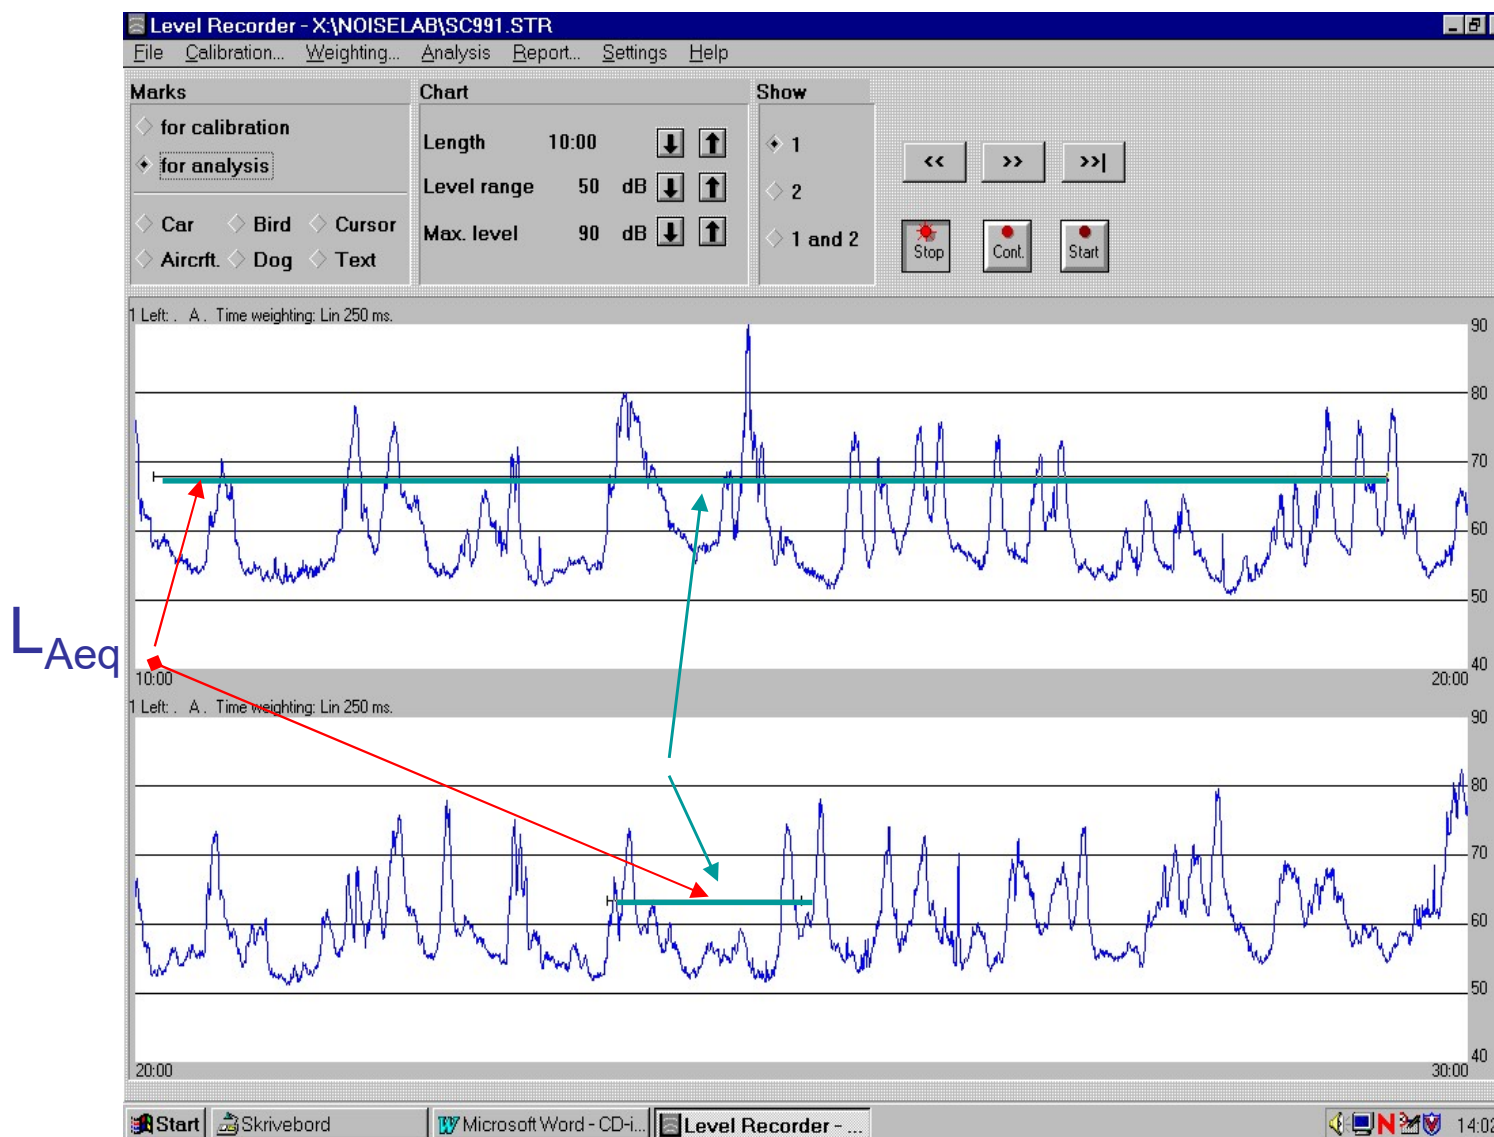 Level Recorder - X:\NOISELAB\SC991.STR
File Calibration... Weighting... Analysis Report... Settings Help
Marks
for calibration
for analysis
Car Bird Cursor
Aircrft. Dog Text
Chart
Length 10:00
Level range 50 dB
Max. level 90 dB
Show
1
2
1 and 2
<< >> >>|
Stop Cont. Start
1 Left: . A . Time weighting: Lin 250 ms.
90
80
70
60
50
40
10:00 20:00
LAeq
1 Left: . A . Time weighting: Lin 250 ms.
90
80
70
60
50
40
20:00 30:00
Start Skrivebord Microsoft Word - CD-i... Level Recorder - ... N 14:02